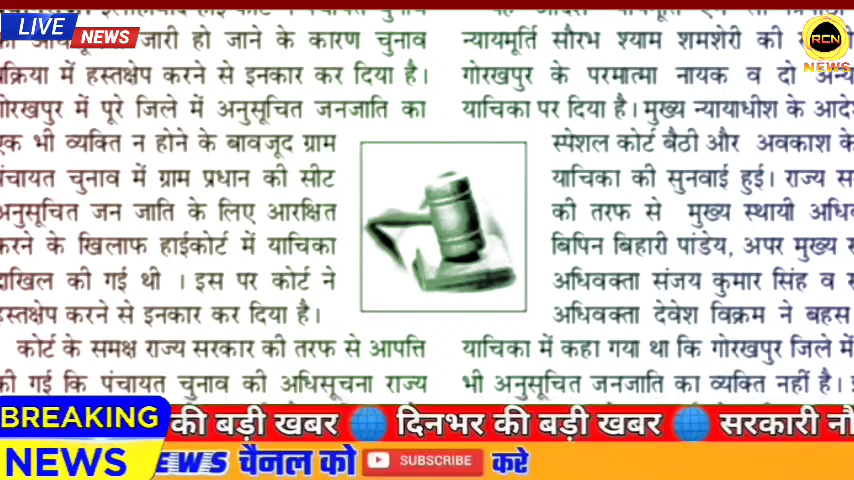 LIVE
NEWS
RCN
NEWS
जारी हो जाने के कारण चुनाव
में हस्तक्षेप करने से इनकार कर दिया है।
में पूरे जिले में अनुसूचित जनजाति का
एक भी व्यक्ति न होने के बावजूद ग्राम
चुनाव में ग्राम प्रधान की सीट
अनुसूचित जन जाति के लिए आरक्षित
करने के खिलाफ हाईकोर्ट में याचिका
दाखिल की गई थी । इस पर कोर्ट ने
हस्तक्षेप करने से इनकार कर दिया है।
कोर्ट के समक्ष राज्य सरकार की तरफ से आपत्ति
की गई कि पंचायत चुनाव की अधिसूचना राज्य
न्यायमूर्ति सौरभ श्याम शमशेरी की
गोरखपुर के परमात्मा नायक व दो अन्य
याचिका पर दिया है। मुख्य न्यायाधीश के आदे
स्पेशल कोर्ट बैठी और अवकाश के
याचिका की सुनवाई हुई। राज्य स
की तरफ से मुख्य स्थायी अधि
बिपिन बिहारी पांडेय, अपर मुख्य
अधिवक्ता संजय कुमार सिंह व
अधिवक्ता देवेश विक्रम ने बहस
याचिका में कहा गया था कि गोरखपुर जिले में
भी अनुसूचित जनजाति का व्यक्ति नहीं है।
BREAKING
NEWS
की बड़ी खबर दिनभर की बड़ी खबर सरकारी नौ
EWS चैनल को SUBSCRIBE करे